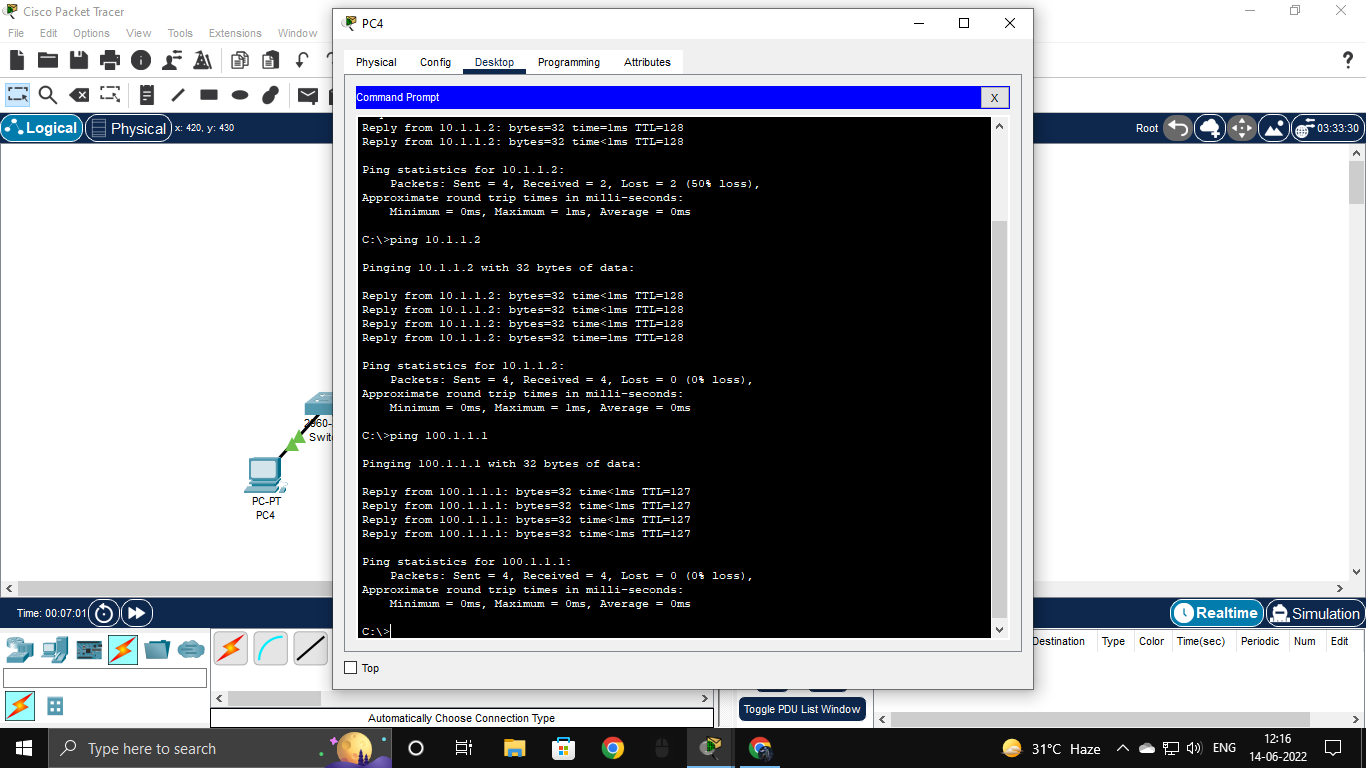 Cisco Packet Tracer
File Edit Options View Tools Extensions Window
PC4
Physical Config Desktop Programming Attributes
Command Prompt
X
Logical Physical x: 420, y: 430
Root 03:33:30
Reply from 10.1.1.2: bytes=32 time=1ms TTL=128
Reply from 10.1.1.2: bytes=32 time<1ms TTL=128
Ping statistics for 10.1.1.2:
Packets: Sent = 4, Received = 2, Lost = 2 (50% loss),
Approximate round trip times in milli-seconds:
Minimum = 0ms, Maximum = 1ms, Average = 0ms
C:\>ping 10.1.1.2
Pinging 10.1.1.2 with 32 bytes of data:
Reply from 10.1.1.2: bytes=32 time<1ms TTL=128
Reply from 10.1.1.2: bytes=32 time<1ms TTL=128
Reply from 10.1.1.2: bytes=32 time<1ms TTL=128
Reply from 10.1.1.2: bytes=32 time=1ms TTL=128
Ping statistics for 10.1.1.2:
Packets: Sent = 4, Received = 4, Lost = 0 (0% loss),
Approximate round trip times in milli-seconds:
Minimum = 0ms, Maximum = 1ms, Average = 0ms
C:\>ping 100.1.1.1
Pinging 100.1.1.1 with 32 bytes of data:
Reply from 100.1.1.1: bytes=32 time<1ms TTL=127
Reply from 100.1.1.1: bytes=32 time<1ms TTL=127
Reply from 100.1.1.1: bytes=32 time<1ms TTL=127
Reply from 100.1.1.1: bytes=32 time<1ms TTL=127
Ping statistics for 100.1.1.1:
Packets: Sent = 4, Received = 4, Lost = 0 (0% loss),
Approximate round trip times in milli-seconds:
Minimum = 0ms, Maximum = 0ms, Average = 0ms
C:\>
2960-
Swit
PC-PT
PC4
Top
Time: 00:07:01
Realtime Simulation
Destination Type Color Time(sec) Periodic Num Edit
Toggle PDU List Window
Automatically Choose Connection Type
Type here to search
31°C Haze ENG
12:16
14-06-2022